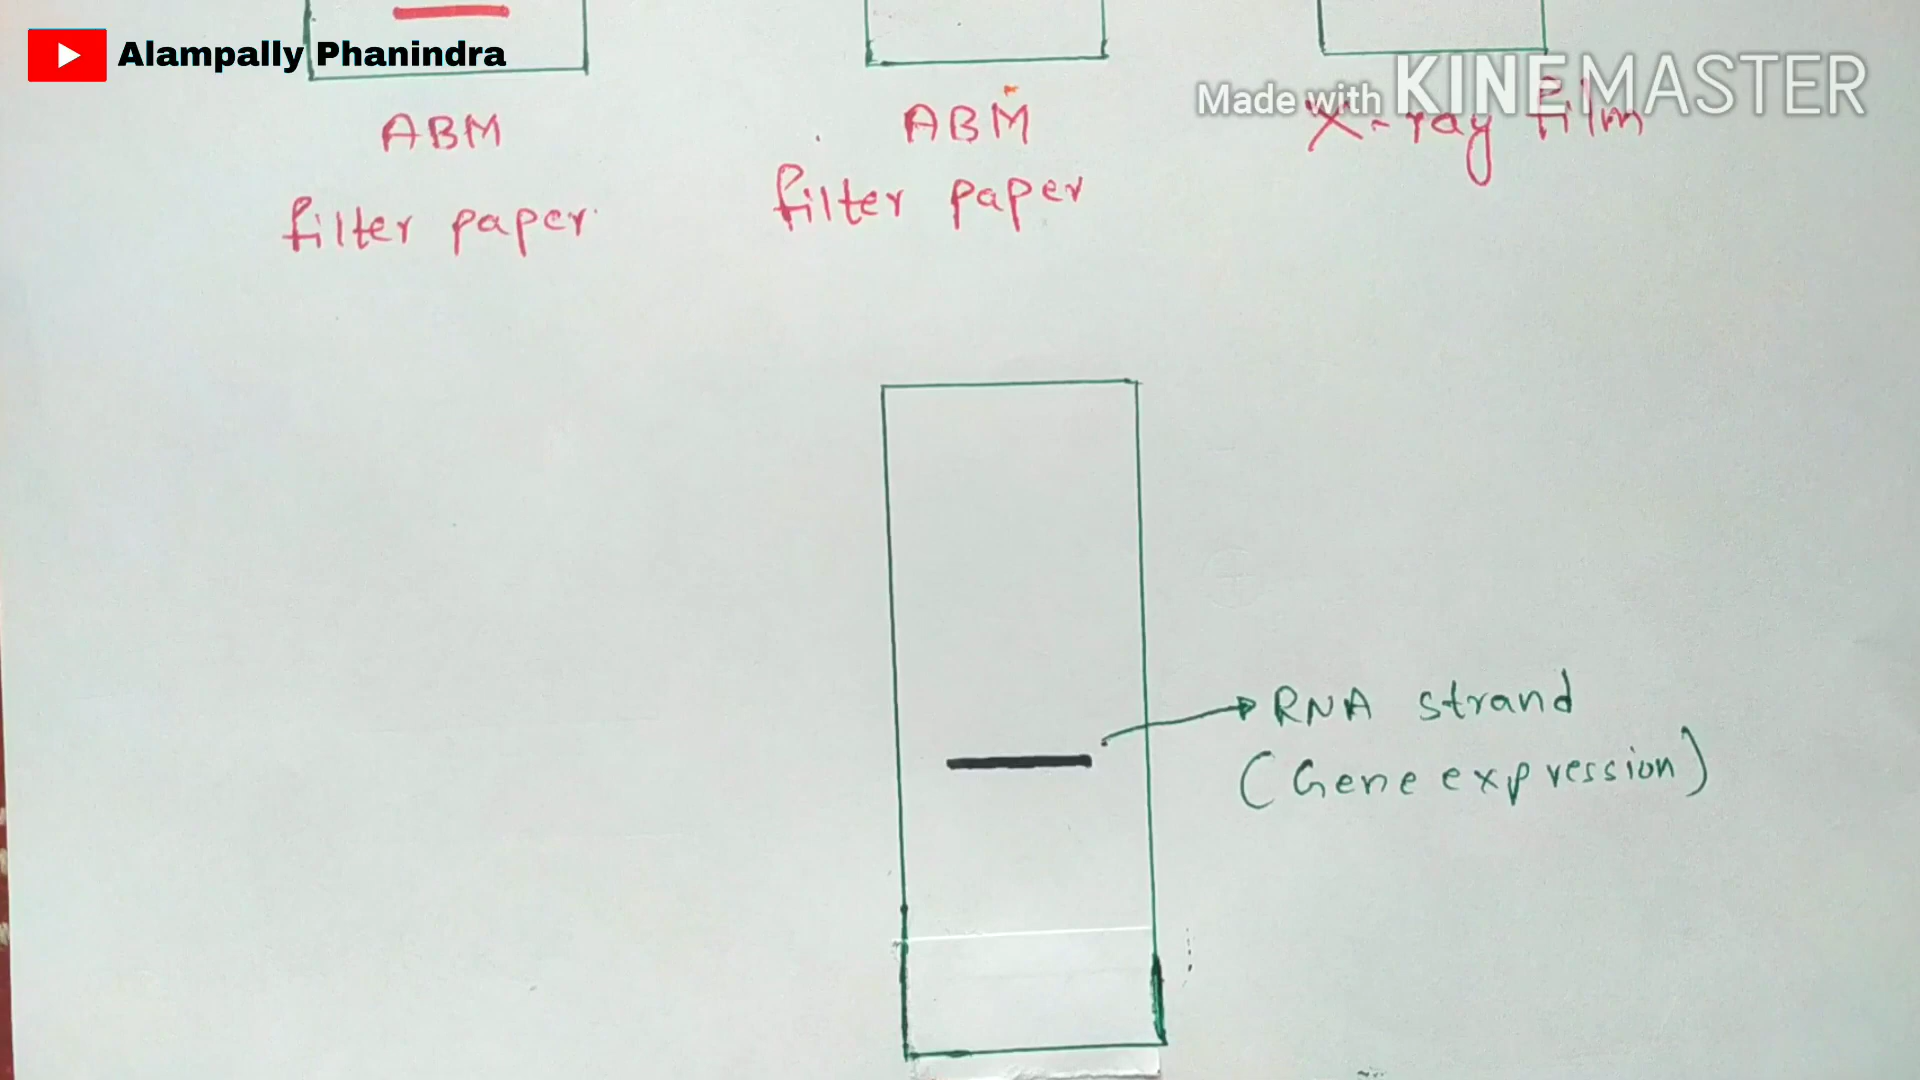 Alampally Phanindra
Made with KINEMASTER
ABM
filter paper
ABM
filter paper
X-ray film
RNA strand
(Gene expression)